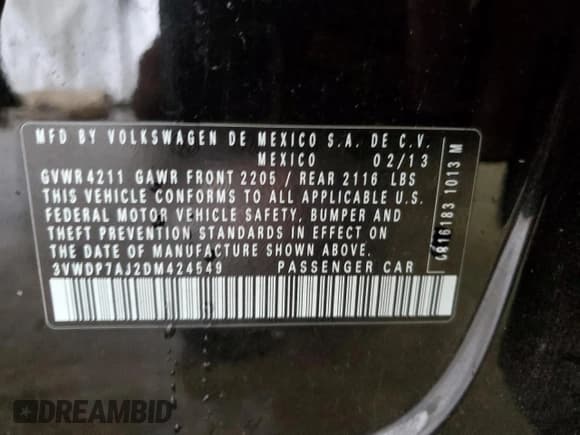 MFD BY VOLKSWAGEN DE MEXICO S.A. DE C.V.
MEXICO 02/13
GVWR 4211 GAWR FRONT 2205 / REAR 2116 LBS
THIS VEHICLE CONFORMS TO ALL APPLICABLE U.S.
FEDERAL MOTOR VEHICLE SAFETY, BUMPER AND
THEFT PREVENTION STANDARDS IN EFFECT ON
THE DATE OF MANUFACTURE SHOWN ABOVE.
3VWDP7AJ2DM424549 PASSENGER CAR
1013 M
DREAMBID